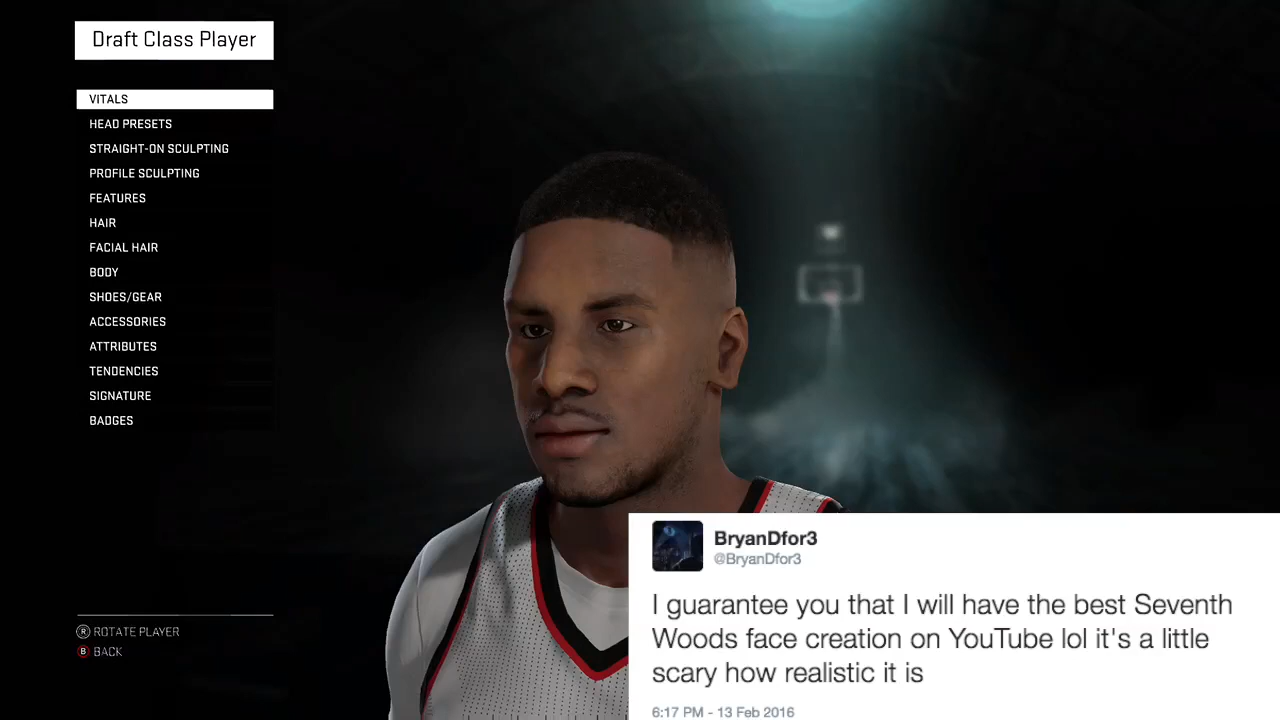 Draft Class Player
VITALS
HEAD PRESETS
STRAIGHT-ON SCULPTING
PROFILE SCULPTING
FEATURES
HAIR
FACIAL HAIR
BODY
SHOES/GEAR
ACCESSORIES
ATTRIBUTES
TENDENCIES
SIGNATURE
BADGES
R ROTATE PLAYER
B BACK
BryanDfor3
@BryanDfor3
I guarantee you that I will have the best Seventh
Woods face creation on YouTube lol it's a little
scary how realistic it is
6:17 PM - 13 Feb 2016